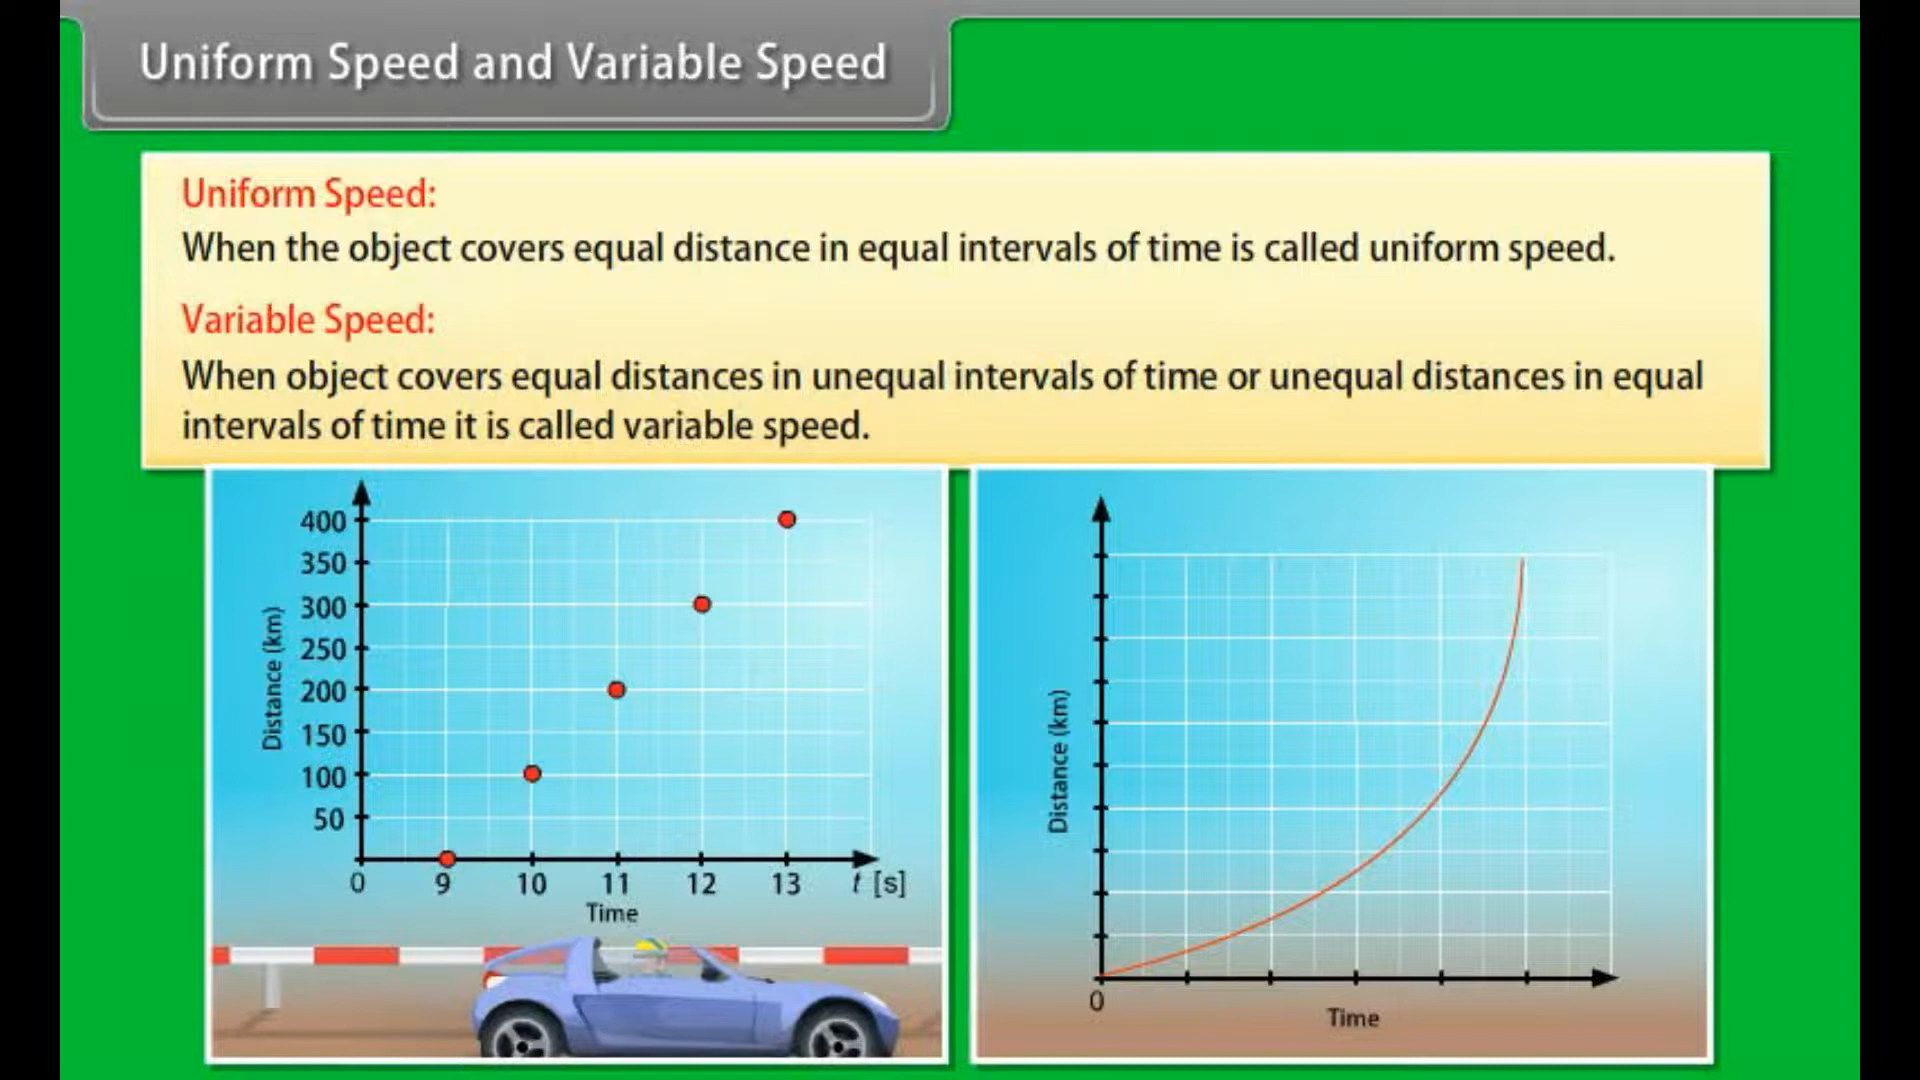 Uniform Speed and Variable Speed
Uniform Speed:
When the object covers equal distance in equal intervals of time is called uniform speed.
Variable Speed:
When object covers equal distances in unequal intervals of time or unequal distances in equal
intervals of time it is called variable speed.
400
350
300
250
200
150
100
50
Distance (km)
0 9 10 11 12 13 t [s]
Time
Distance (km)
0
Time